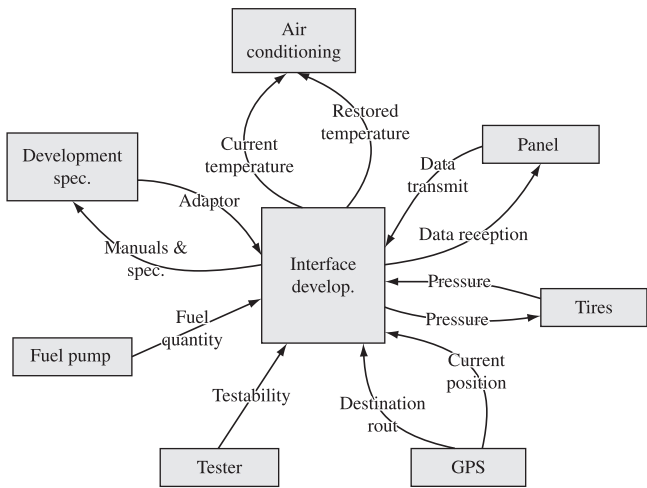 Air
conditioning
Restored
temperature
Current
temperature
Development
spec.
Panel
Data
transmit
Adaptor
Data reception
Manuals &
spec.
Interface
develop.
Pressure
Pressure
Tires
Fuel
quantity
Fuel pump
Current
position
Testability
Destination
rout
Tester
GPS